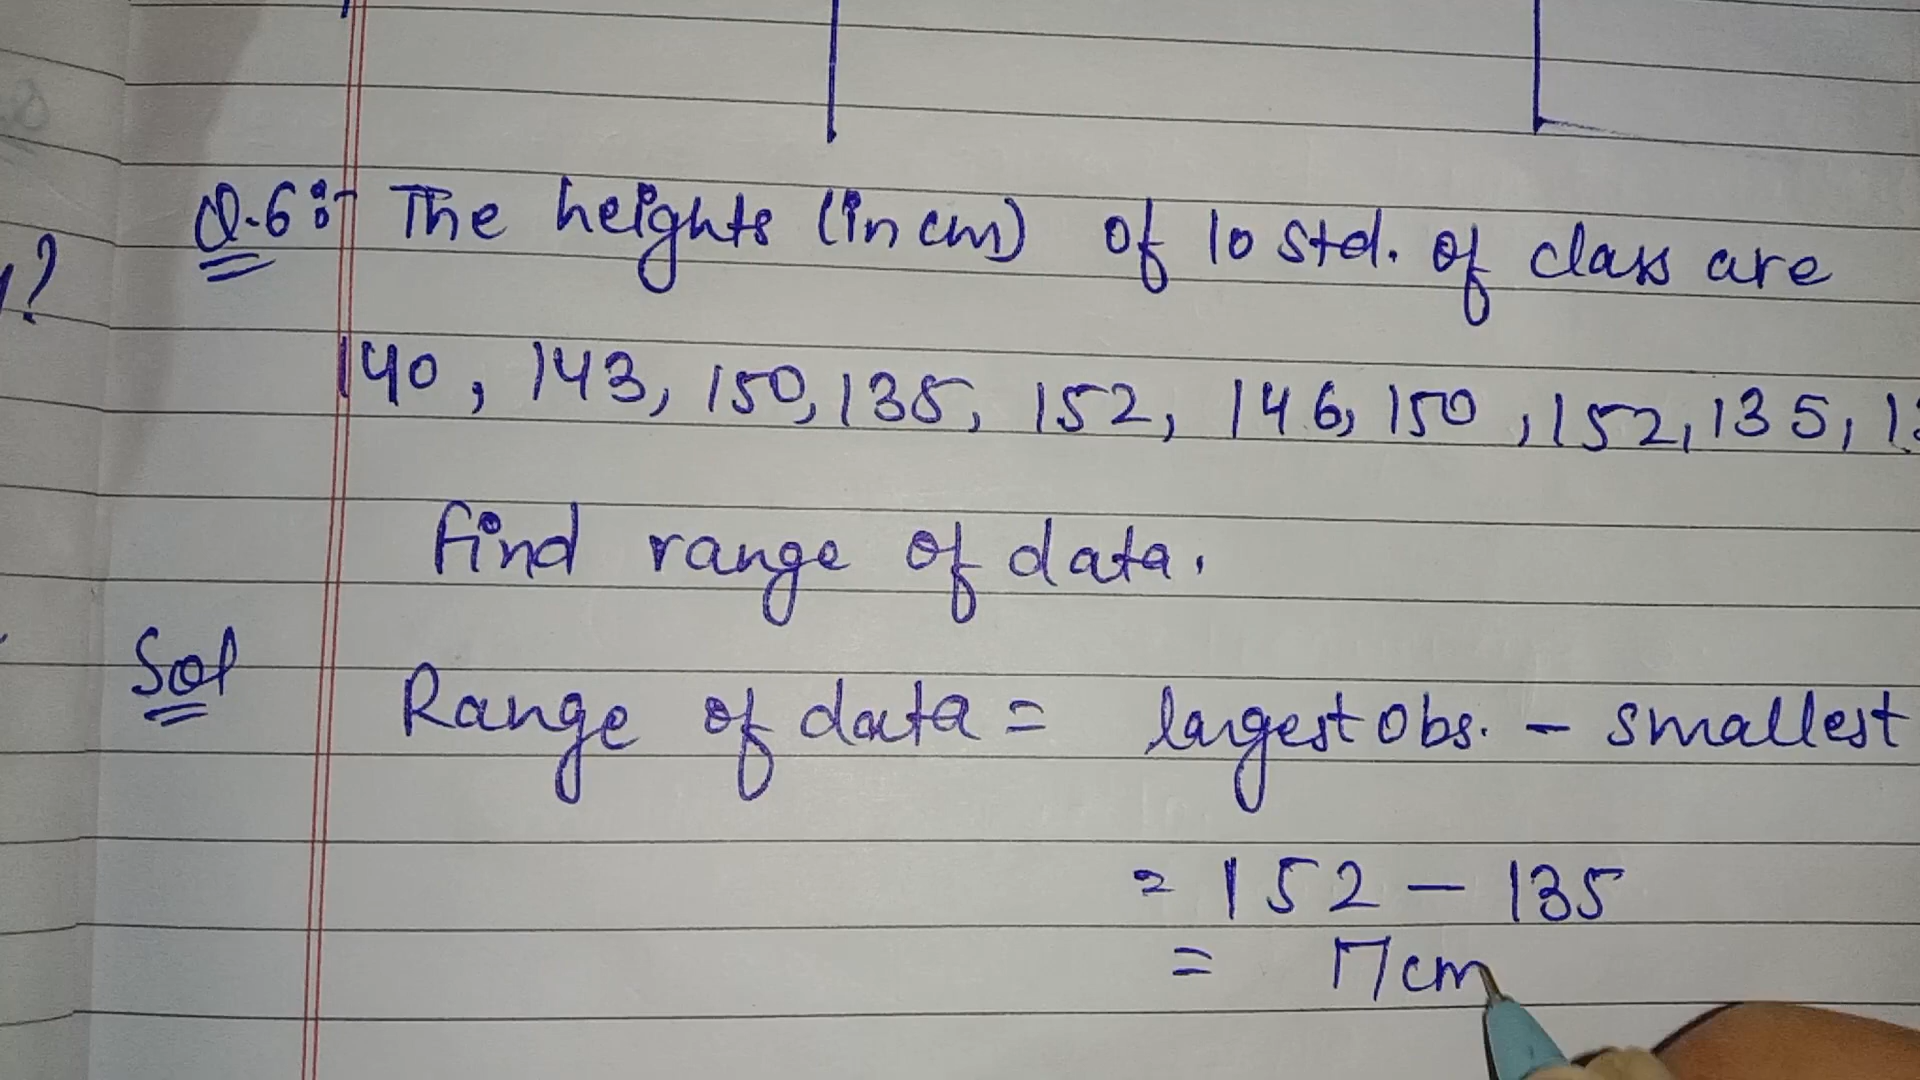 Q.6:- The heights (in cm) of 10 std. of class are
?
140, 143, 150, 135, 152, 146, 150, 152, 135,
find range of data.
Sol Range of data = largest obs. - smallest
= 152 - 135
= 17cm